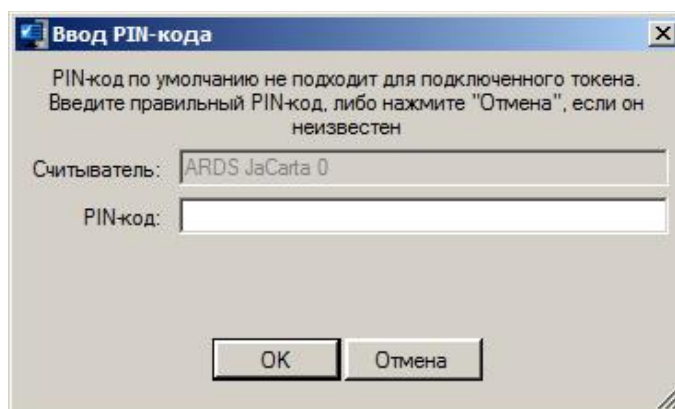 Ввод PIN-кода
PIN-код по умолчанию не подходит для подключенного токена.
Введите правильный PIN-код, либо нажмите "Отмена", если он
неизвестен
Считыватель: ARDS JaCarta 0
PIN-код:
OK Отмена